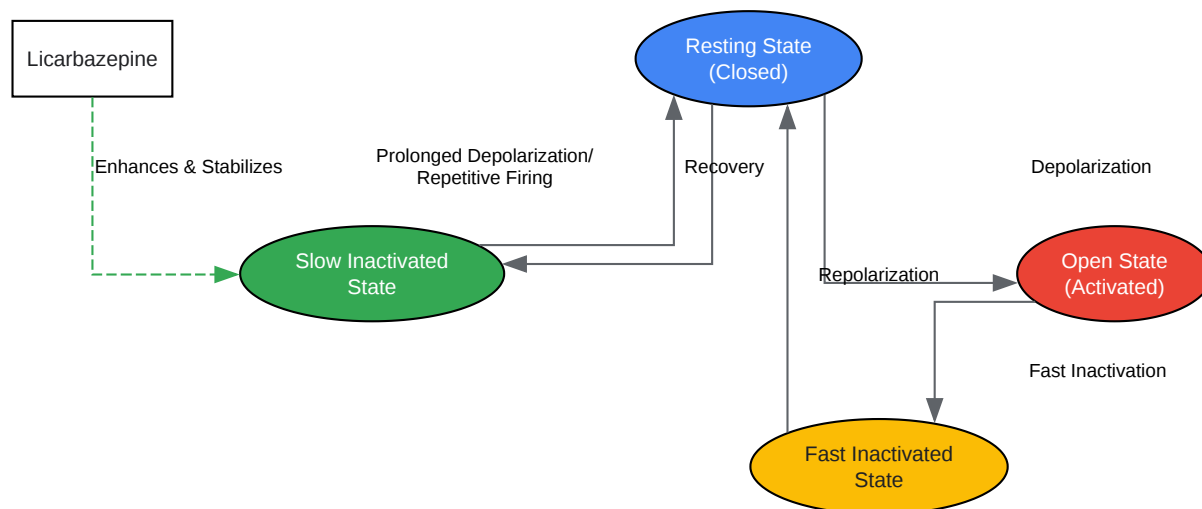 Licarbazepine
Resting State
(Closed)
Enhances & Stabilizes
Prolonged Depolarization/
Repetitive Firing
Recovery
Depolarization
Slow Inactivated
State
Repolarization
Open State
(Activated)
Fast Inactivation
Fast Inactivated
State